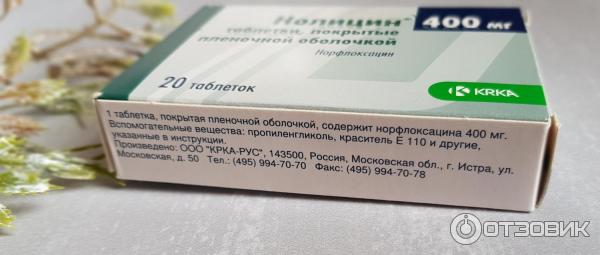 Нолицин
400 мг
таблетки, покрытые
пленочной оболочкой
Норфлоксацин
20 таблеток
KRKA
1 таблетка, покрытая пленочной оболочкой, содержит норфлоксацина 400 мг.
Вспомогательные вещества: пропиленгликоль, краситель Е 110 и другие,
указанные в инструкции.
Произведено: ООО "КРКА-РУС", 143500, Россия, Московская обл., г. Истра, ул.
Московская, д. 50 Тел.: (495) 994-70-70 Факс: (495) 994-70-78
ОТЗОВИК